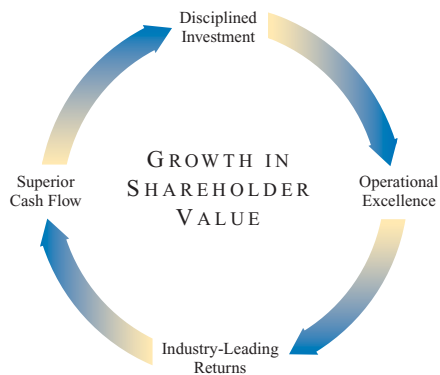 Disciplined
Investment
GROWTH IN
SHAREHOLDER
VALUE
Superior
Cash Flow
Operational
Excellence
Industry-Leading
Returns